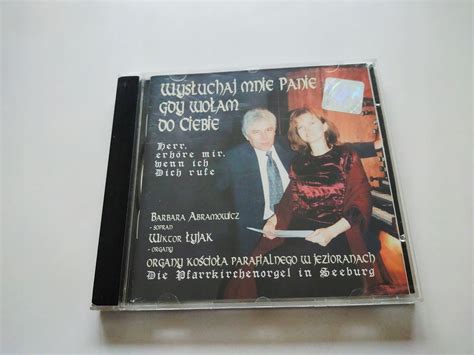 Wysłuchaj mnie Panie
gdy wołam
do Ciebie
Herr,
erhöre mir,
wenn ich
Dich rufe
Barbara Abramowicz
- sopran
Wiktor Łyjak
- organy
organy kościoła parafialnego w Jezioranach
Die Pfarrkirchenorgel in Seeburg